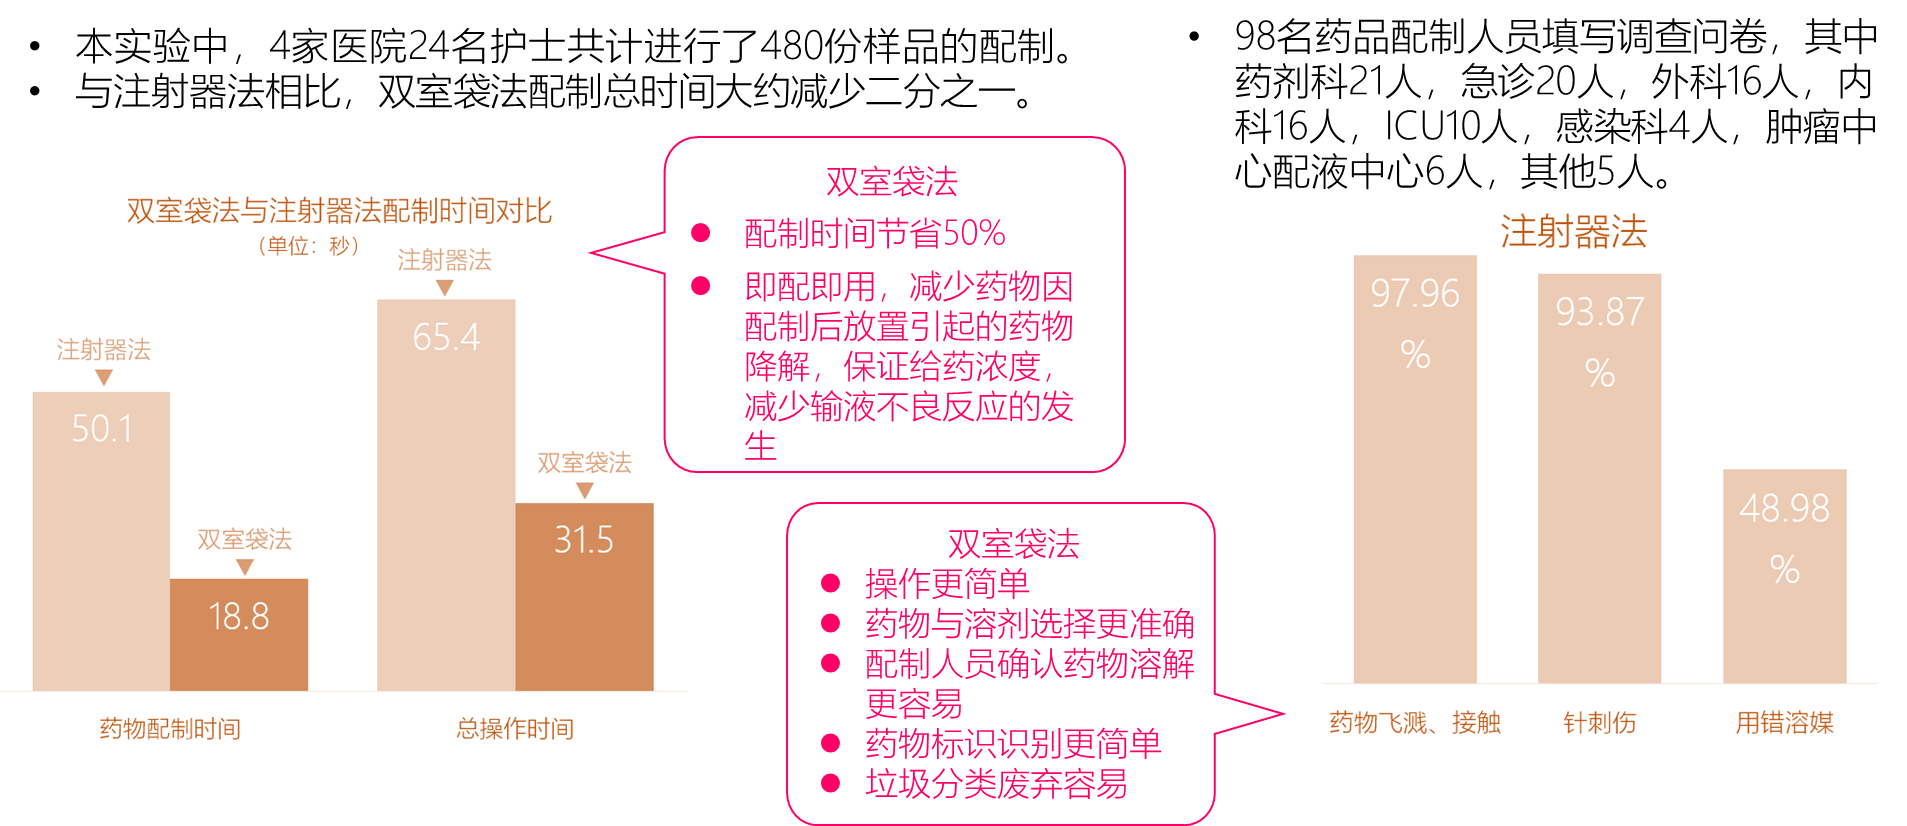 • 本实验中，4家医院24名护士共计进行了480份样品的配制。
• 与注射器法相比，双室袋法配制总时间大约减少二分之一。
双室袋法与注射器法配制时间对比
（单位：秒）
注射器法
50.1
双室袋法
18.8
注射器法
65.4
双室袋法
31.5
药物配制时间
总操作时间
双室袋法
● 配制时间节省50%
● 即配即用，减少药物因
配制后放置引起的药物
降解，保证给药浓度，
减少输液不良反应的发
生
双室袋法
● 操作更简单
● 药物与溶剂选择更准确
● 配制人员确认药物溶解
更容易
● 药物标识识别更简单
● 垃圾分类废弃容易
• 98名药品配制人员填写调查问卷，其中
药剂科21人，急诊20人，外科16人，内
科16人，ICU10人，感染科4人，肿瘤中
心配液中心6人，其他5人。
注射器法
97.96
%
93.87
%
48.98
%
药物飞溅、接触
针刺伤
用错溶媒